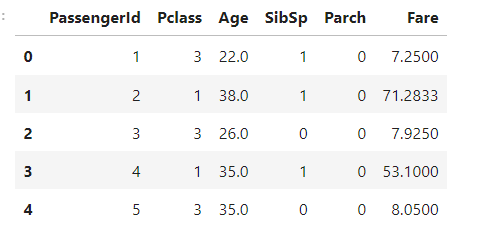 :
PassengerId Pclass Age SibSp Parch Fare
0 1 3 22.0 1 0 7.2500
1 2 1 38.0 1 0 71.2833
2 3 3 26.0 0 0 7.9250
3 4 1 35.0 1 0 53.1000
4 5 3 35.0 0 0 8.0500